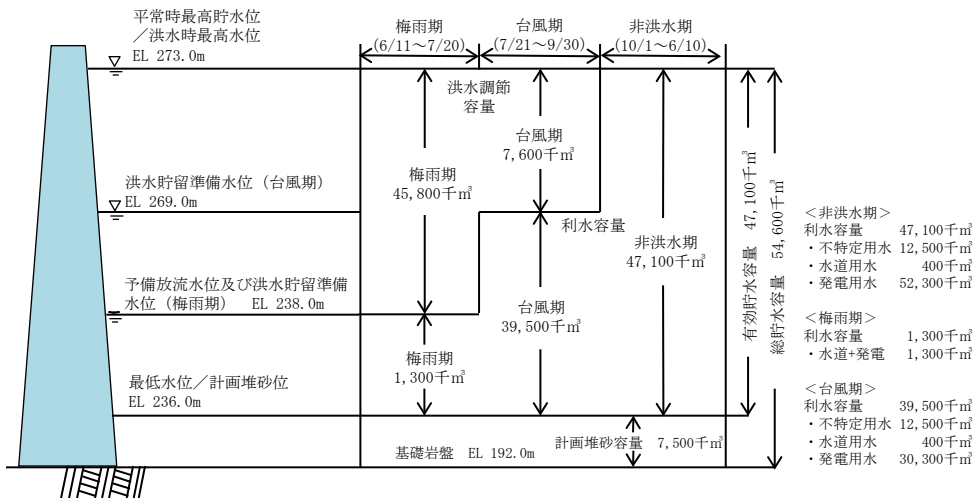 平常時最高貯水位
／洪水時最高水位
EL 273.0m
梅雨期
(6/11～7/20)
台風期
(7/21～9/30)
非洪水期
(10/1～6/10)
洪水調節
容量
台風期
7,600千㎥
梅雨期
45,800千㎥
洪水貯留準備水位（台風期）
EL 269.0m
利水容量
非洪水期
47,100千㎥
予備放流水位及び洪水貯留準備
水位（梅雨期）　EL 238.0m
台風期
39,500千㎥
梅雨期
1,300千㎥
最低水位／計画堆砂位
EL 236.0m
基礎岩盤　EL 192.0m
計画堆砂容量　7,500千㎥
有効貯水容量　47,100千㎥
総貯水容量　54,600千㎥
＜非洪水期＞
利水容量　47,100千㎥
・不特定用水 12,500千㎥
・水道用水　400千㎥
・発電用水　52,300千㎥
＜梅雨期＞
利水容量　1,300千㎥
・水道+発電　1,300千㎥
＜台風期＞
利水容量　39,500千㎥
・不特定用水 12,500千㎥
・水道用水　400千㎥
・発電用水　30,300千㎥